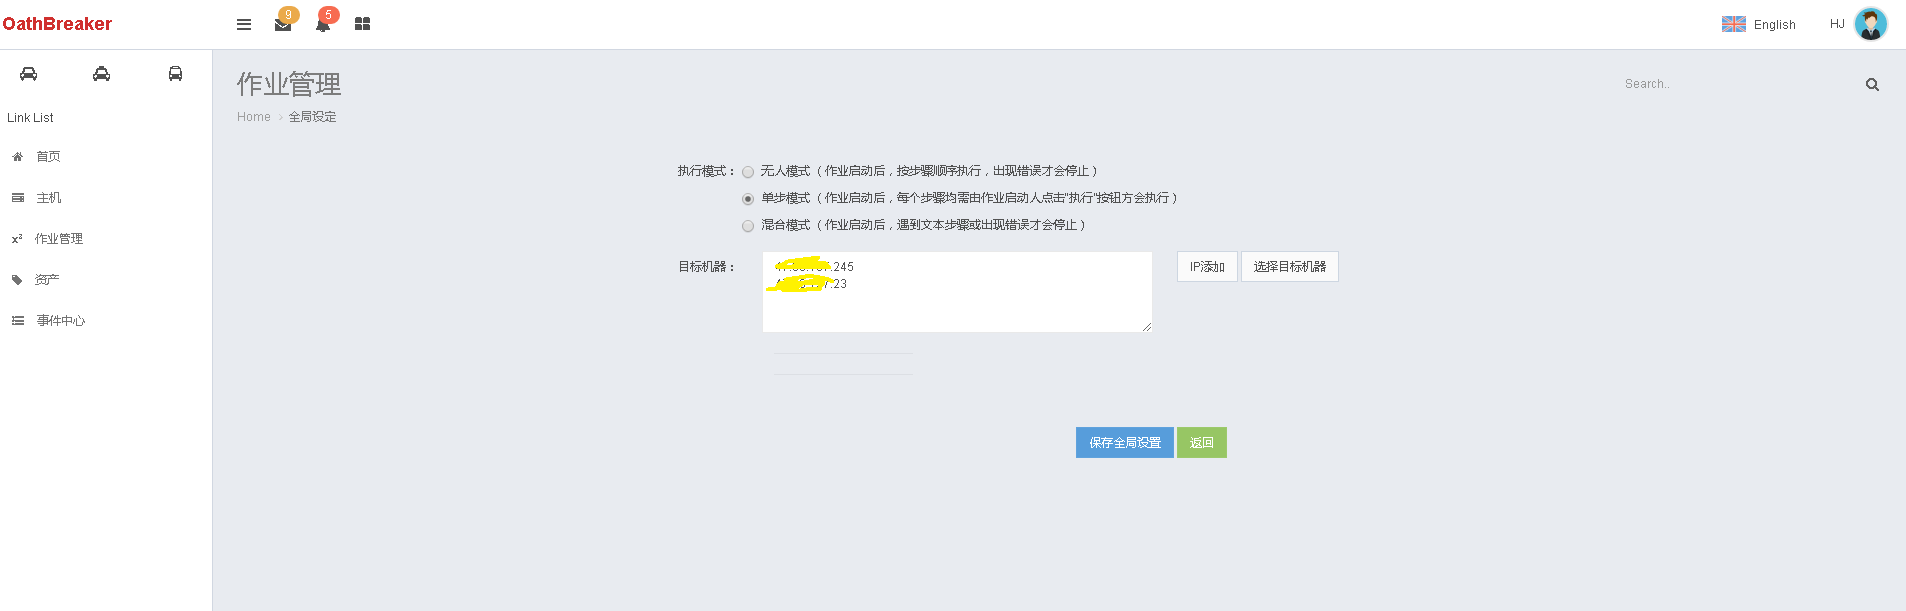 OathBreaker
9
5
English
HJ
Link List
首页
主机
x²
作业管理
资产
事件中心
作业管理
Search..
Home > 全局设定
执行模式：
无人模式（作业启动后，按步骤顺序执行，出现错误才会停止）
单步模式（作业启动后，每个步骤均需由作业启动人点击"执行"按钮方会执行）
混合模式（作业启动后，遇到文本步骤或出现错误才会停止）
目标机器：
.245
.23
IP添加
选择目标机器
保存全局设置
返回